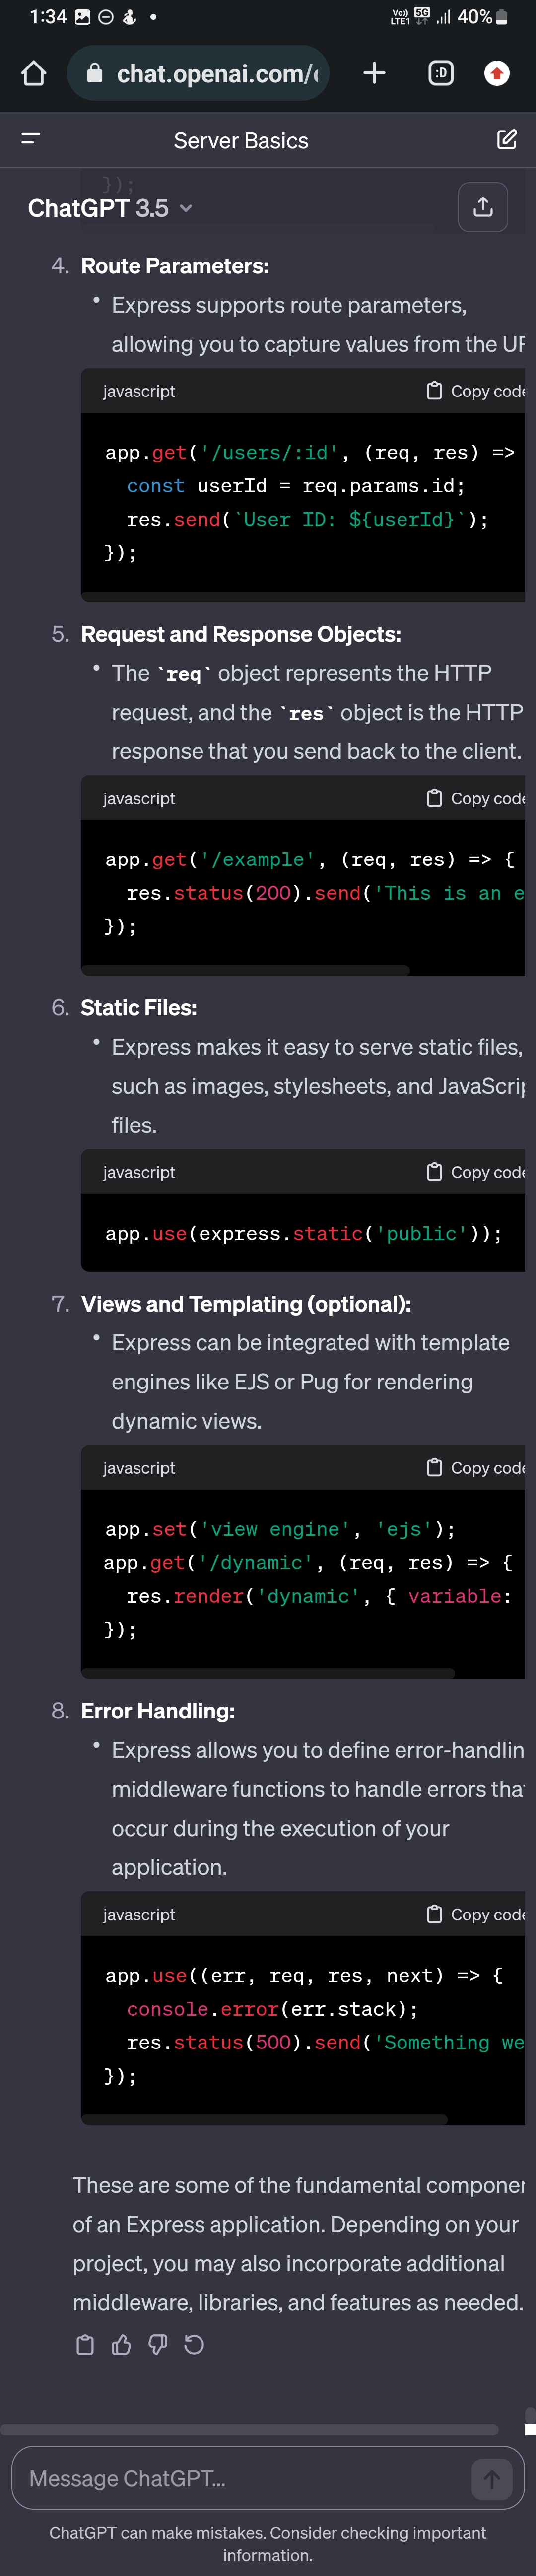 1:34
Vo)) LTE1 5G 40%
chat.openai.com/
:D
Server Basics
});
ChatGPT 3.5
4. Route Parameters:
• Express supports route parameters,
allowing you to capture values from the UR
javascript Copy code
app.get('/users/:id', (req, res) =>
const userId = req.params.id;
res.send(`User ID: ${userId}`);
});
5. Request and Response Objects:
• The `req` object represents the HTTP
request, and the `res` object is the HTTP
response that you send back to the client.
javascript Copy code
app.get('/example', (req, res) => {
res.status(200).send('This is an e
});
6. Static Files:
• Express makes it easy to serve static files,
such as images, stylesheets, and JavaScrip
files.
javascript Copy code
app.use(express.static('public'));
7. Views and Templating (optional):
• Express can be integrated with template
engines like EJS or Pug for rendering
dynamic views.
javascript Copy code
app.set('view engine', 'ejs');
app.get('/dynamic', (req, res) => {
res.render('dynamic', { variable:
});
8. Error Handling:
• Express allows you to define error-handlin
middleware functions to handle errors that
occur during the execution of your
application.
javascript Copy code
app.use((err, req, res, next) => {
console.error(err.stack);
res.status(500).send('Something we
});
These are some of the fundamental componen
of an Express application. Depending on your
project, you may also incorporate additional
middleware, libraries, and features as needed.
Message ChatGPT...
ChatGPT can make mistakes. Consider checking important
information.